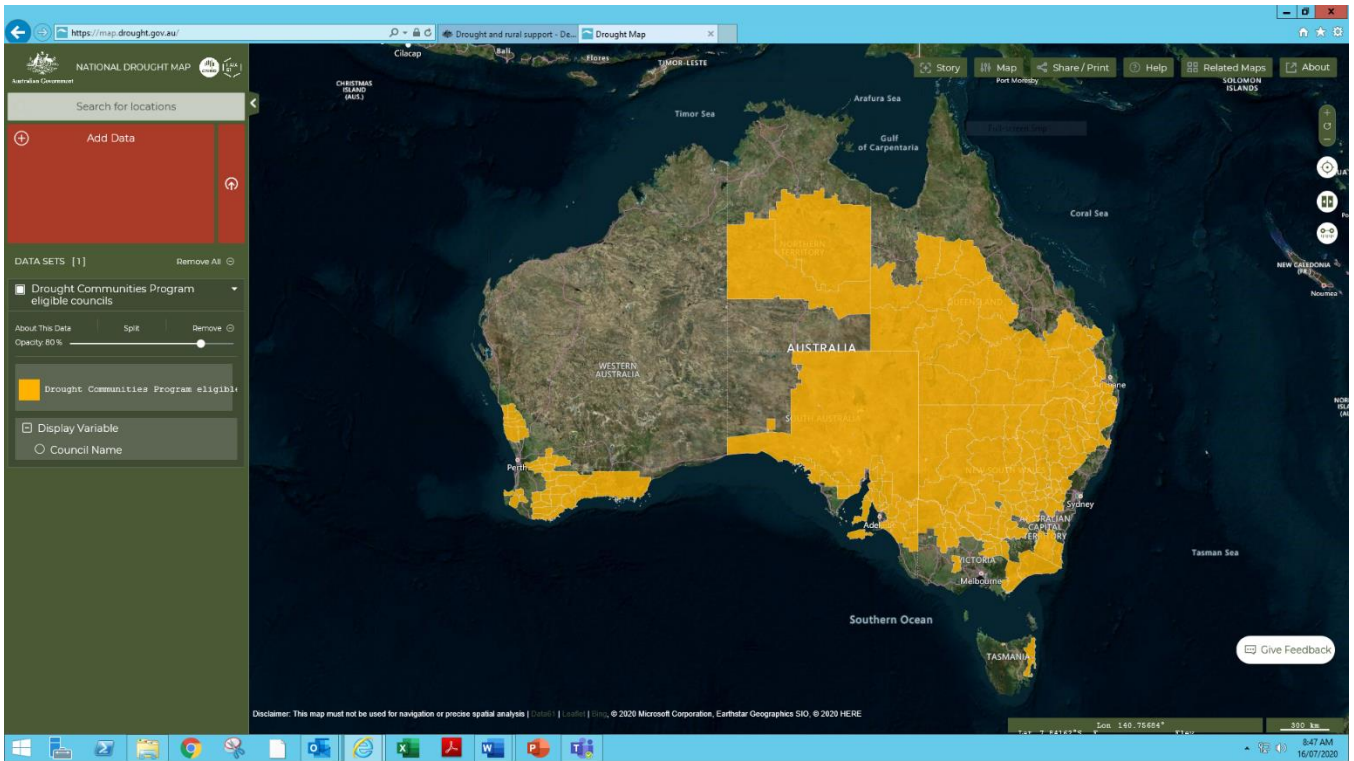 https://map.drought.gov.au/
Drought and rural support - De...
Drought Map
Australian Government
NATIONAL DROUGHT MAP
Search for locations
Add Data
DATA SETS [1]
Remove All
Drought Communities Program
eligible councils
About This Data
Split
Remove
Opacity: 80%
Drought Communities Program eligible
Display Variable
Council Name
Story
Map
Share / Print
Help
Related Maps
About
Cilacap
Bali
Flores
TIMOR-LESTE
CHRISTMAS
ISLAND
(AUS.)
Port Moresby
SOLOMON
ISLANDS
Arafura Sea
Timor Sea
Gulf
of Carpentaria
Coral Sea
NORTHERN
TERRITORY
NEW CALEDONIA
(FR.)
Noumea
QUEENSLAND
AUSTRALIA
WESTERN
AUSTRALIA
Brisbane
SOUTH AUSTRALIA
NEW SOUTH WALES
Perth
Sydney
Adelaide
AUSTRALIAN
CAPITAL
TERRITORY
VICTORIA
Melbourne
Tasman Sea
Southern Ocean
TASMANIA
Give Feedback
Disclaimer: This map must not be used for navigation or precise spatial analysis | Data61 | Leaflet | Bing, © 2020 Microsoft Corporation, Earthstar Geographics SIO, © 2020 HERE
Lon 140.75684°
300 km
8:47 AM
16/07/2020